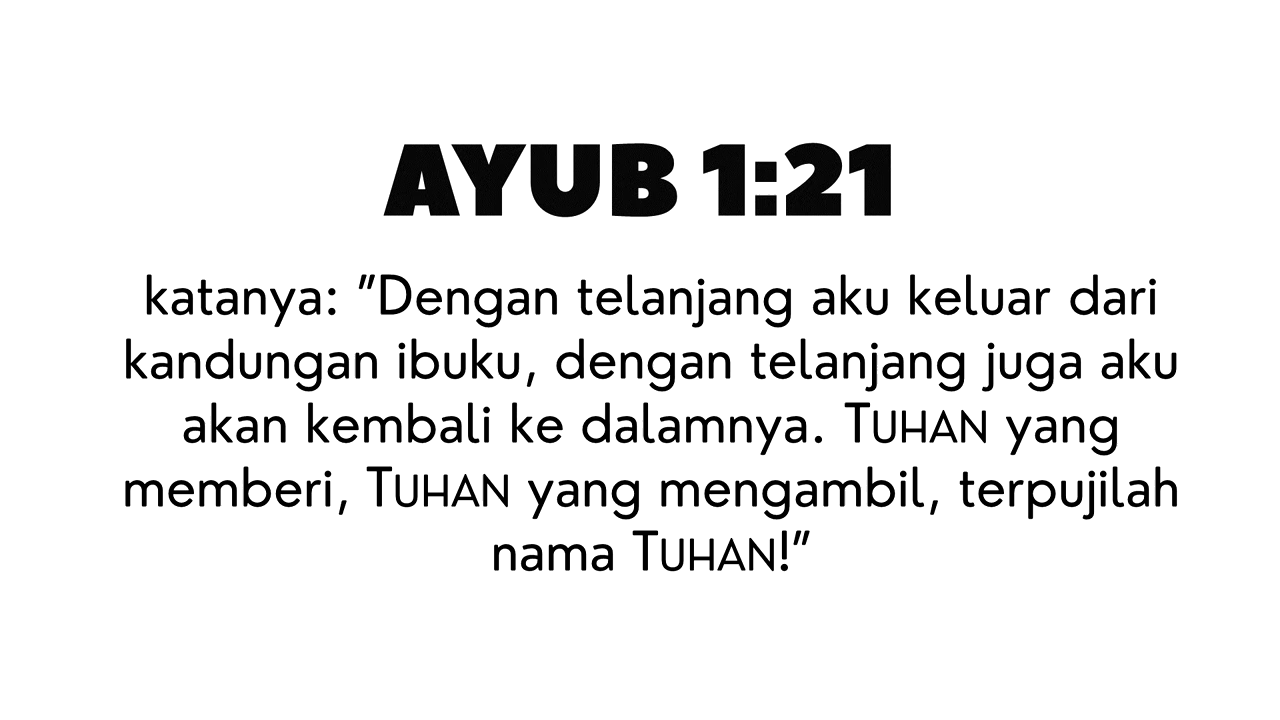 AYUB 1:21
katanya: "Dengan telanjang aku keluar dari
kandungan ibuku, dengan telanjang juga aku
akan kembali ke dalamnya. TUHAN yang
memberi, TUHAN yang mengambil, terpujilah
nama TUHAN!"